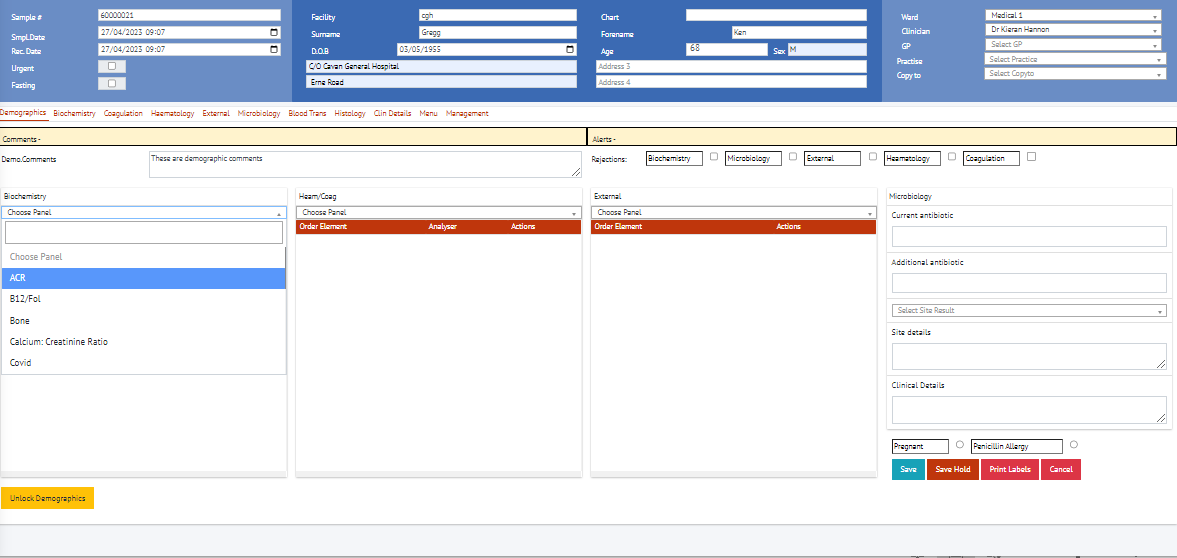 Sample # 60000021 Facility cgh Chart Ward Medical 1
Smpl.Date 27/04/2023 09:07 Surname Gregg Forename Ken Clinician Dr Kieran Hannon
Rec. Date 27/04/2023 09:07 D.O.B 03/05/1955 Age 68 Sex M GP Select GP
Urgent C/O Cavan General Hospital Address 3 Practise Select Practice
Fasting Erne Road Address 4 Copy to Select Copyto
Demographics Biochemistry Coagulation Haematology External Microbiology Blood Trans Histology Clin Details Menu Management
Comments - Alerts -
Demo.Comments These are demographic comments Rejections: Biochemistry Microbiology External Heamatology Coagulation
Biochemistry Heam/Coag External Microbiology
Choose Panel Choose Panel Choose Panel Current antibiotic
Order Element Analyser Actions Order Element Actions
Choose Panel
Additional antibiotic
ACR
B12/Fol
Select Site Result
Bone
Site details
Calcium: Creatinine Ratio
Covid
Clinical Details
Pregnant Penicillin Allergy
Save Save Hold Print Labels Cancel
Unlock Demographics